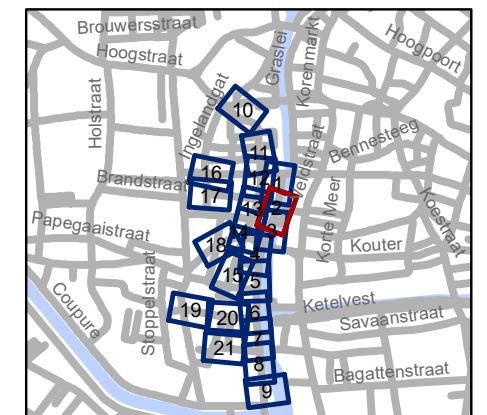 Brouwersstraat
Hoogstraat
Graslei
Korenmarkt
Hoogpoort
Holstraat
Ingelandgat
10
Veldstraat
Bennesteeg
11
16
12
1
Brandstraat
17
13
2
Korte Meer
Koestraat
Papegaaistraat
14
3
18
Kouter
4
15
5
Stoppelstraat
Coupure
Ketelvest
19
20
6
Savaanstraat
21
7
8
Bagattenstraat
9